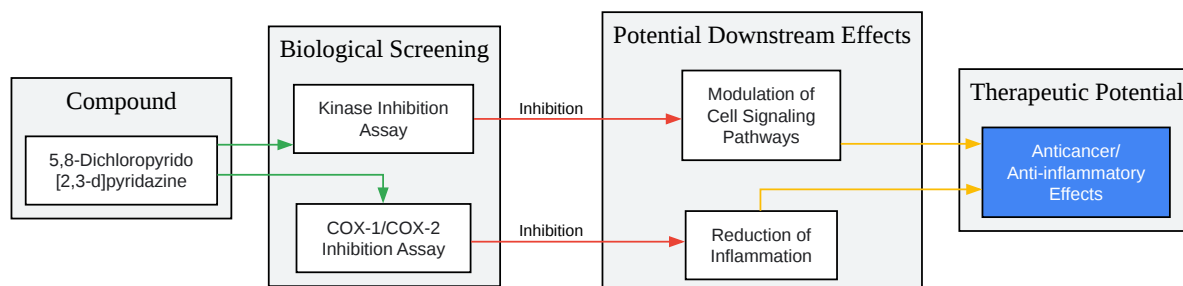 Compound
5,8-Dichloropyrido
[2,3-d]pyridazine
Biological Screening
Kinase Inhibition
Assay
COX-1/COX-2
Inhibition Assay
Inhibition
Inhibition
Potential Downstream Effects
Modulation of
Cell Signaling
Pathways
Reduction of
Inflammation
Therapeutic Potential
Anticancer/
Anti-inflammatory
Effects